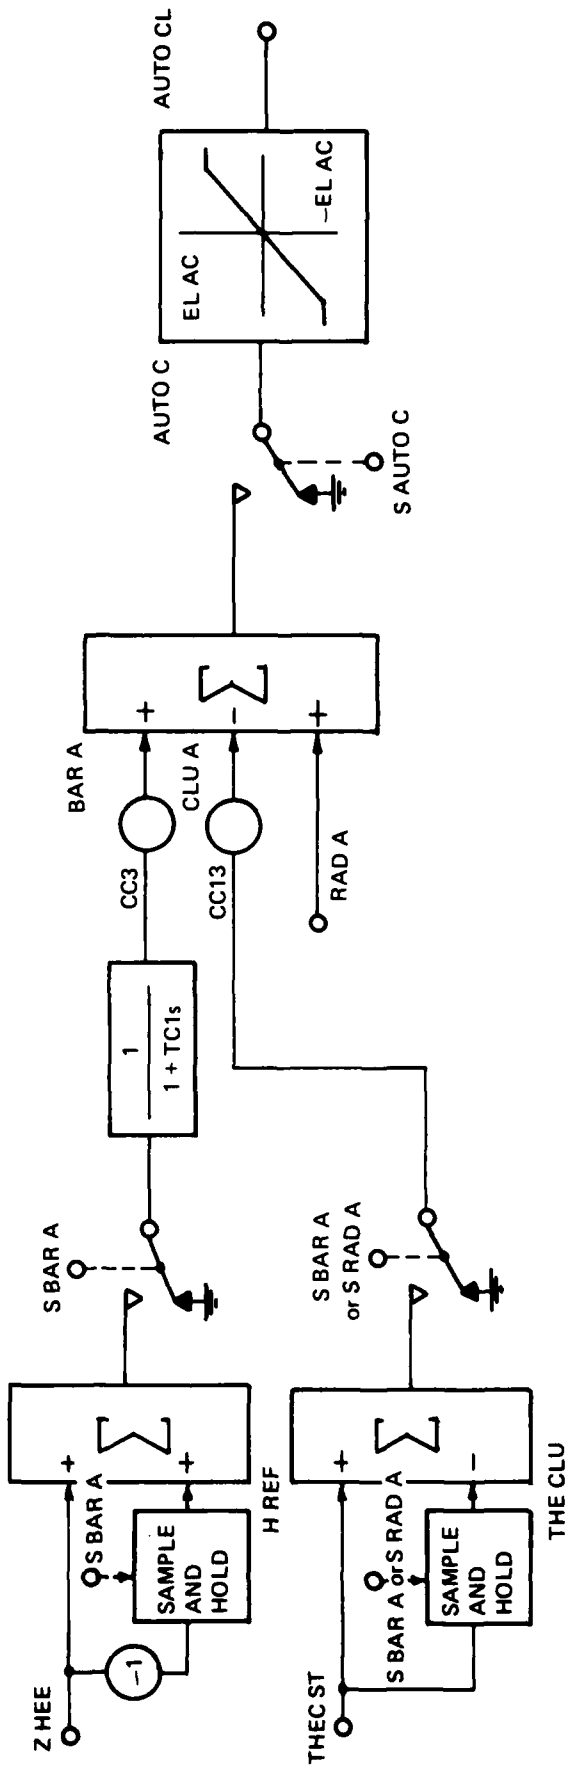 Z HEE
-1
S BAR A
SAMPLE
AND
HOLD
H REF
+
+
Σ
S BAR A
1
1 + TC1s
CC3
BAR A
THEC ST
S BAR A or S RAD A
SAMPLE
AND
HOLD
THE CLU
+
-
Σ
S BAR A
or S RAD A
CC13
CLU A
RAD A
+
-
+
Σ
S AUTO C
AUTO C
EL AC
-EL AC
AUTO CL